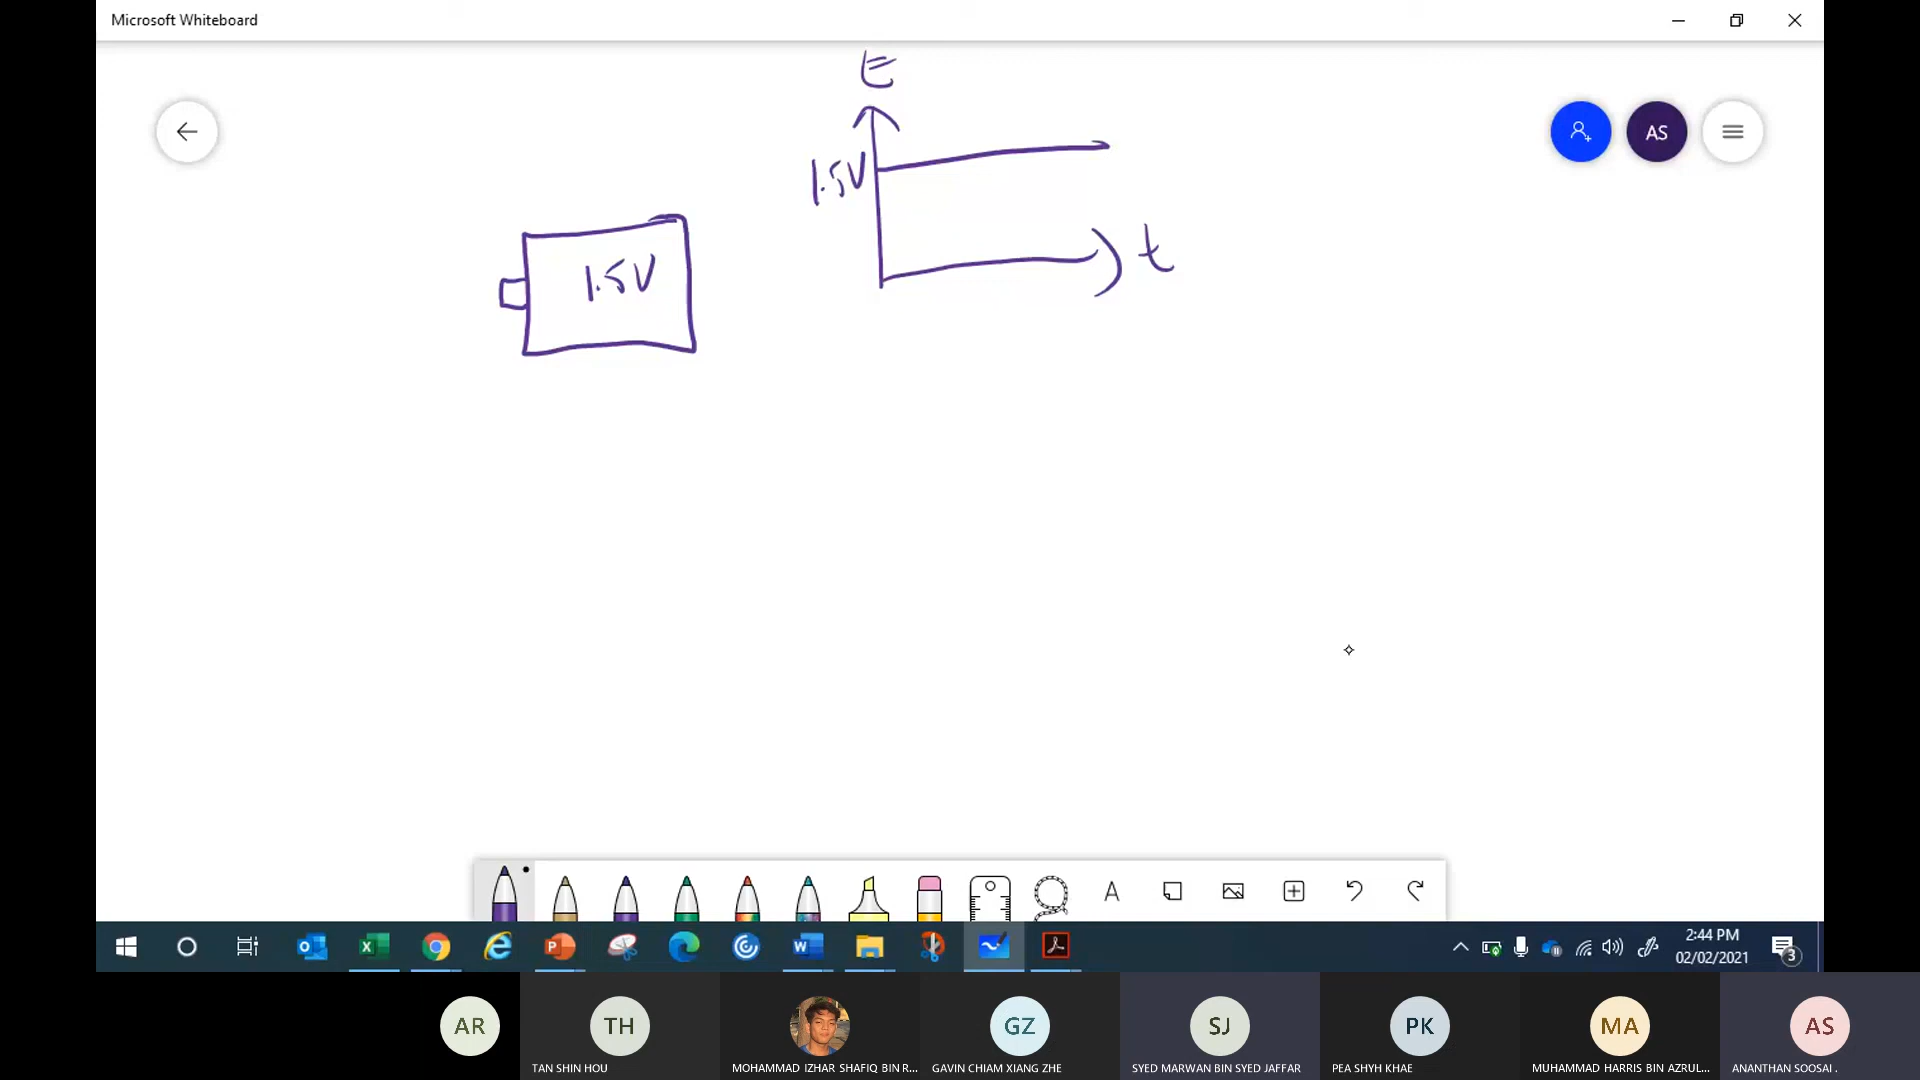 Microsoft Whiteboard
E
1.5V
AS
1.5V
t
A
2:44 PM
02/02/2021
3
AR
TH
GZ
SJ
PK
MA
AS
TAN SHIN HOU
MOHAMMAD IZHAR SHAFIQ BIN R...
GAVIN CHIAM XIANG ZHE
SYED MARWAN BIN SYED JAFFAR
PEA SHYH KHAE
MUHAMMAD HARRIS BIN AZRUL...
ANANTHAN SOOSAI .